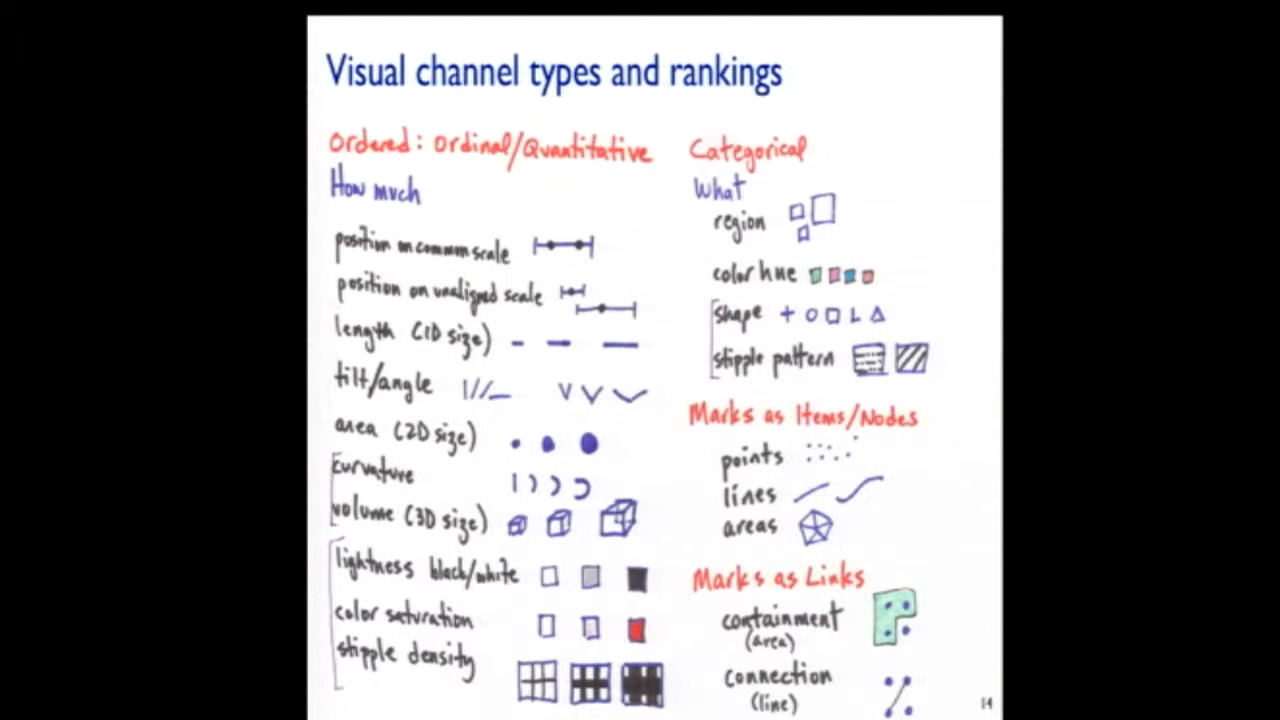 Visual channel types and rankings
Ordered: Ordinal/Quantitative
How much
position on common scale
position on unaligned scale
length (1D size)
tilt/angle
area (2D size)
curvature
volume (3D size)
lightness black/white
color saturation
stipple density
Categorical
What
region
color hue
shape
stipple pattern
Marks as Items/Nodes
points
lines
areas
Marks as Links
containment
(area)
connection
(line)
14